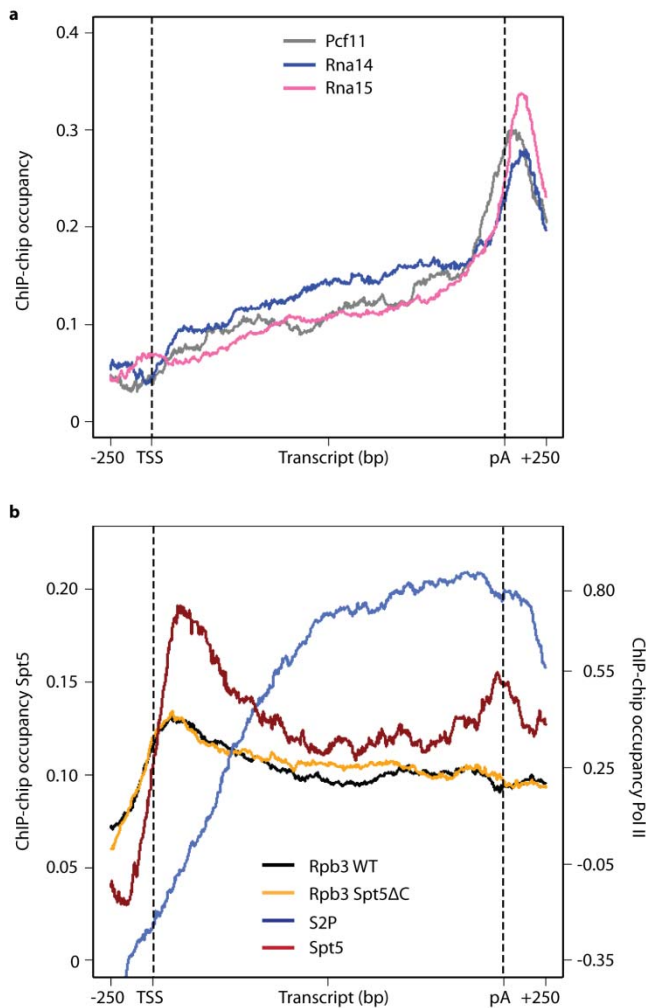 a
0.4
0.3
0.2
0.1
0
ChIP-chip occupancy
Pcf11
Rna14
Rna15
-250 TSS Transcript (bp) pA +250
b
0.20
0.15
0.10
0.05
0
ChIP-chip occupancy Spt5
0.80
0.55
0.25
-0.05
-0.35
ChIP-chip occupancy Pol II
Rpb3 WT
Rpb3 Spt5ΔC
S2P
Spt5
-250 TSS Transcript (bp) pA +250